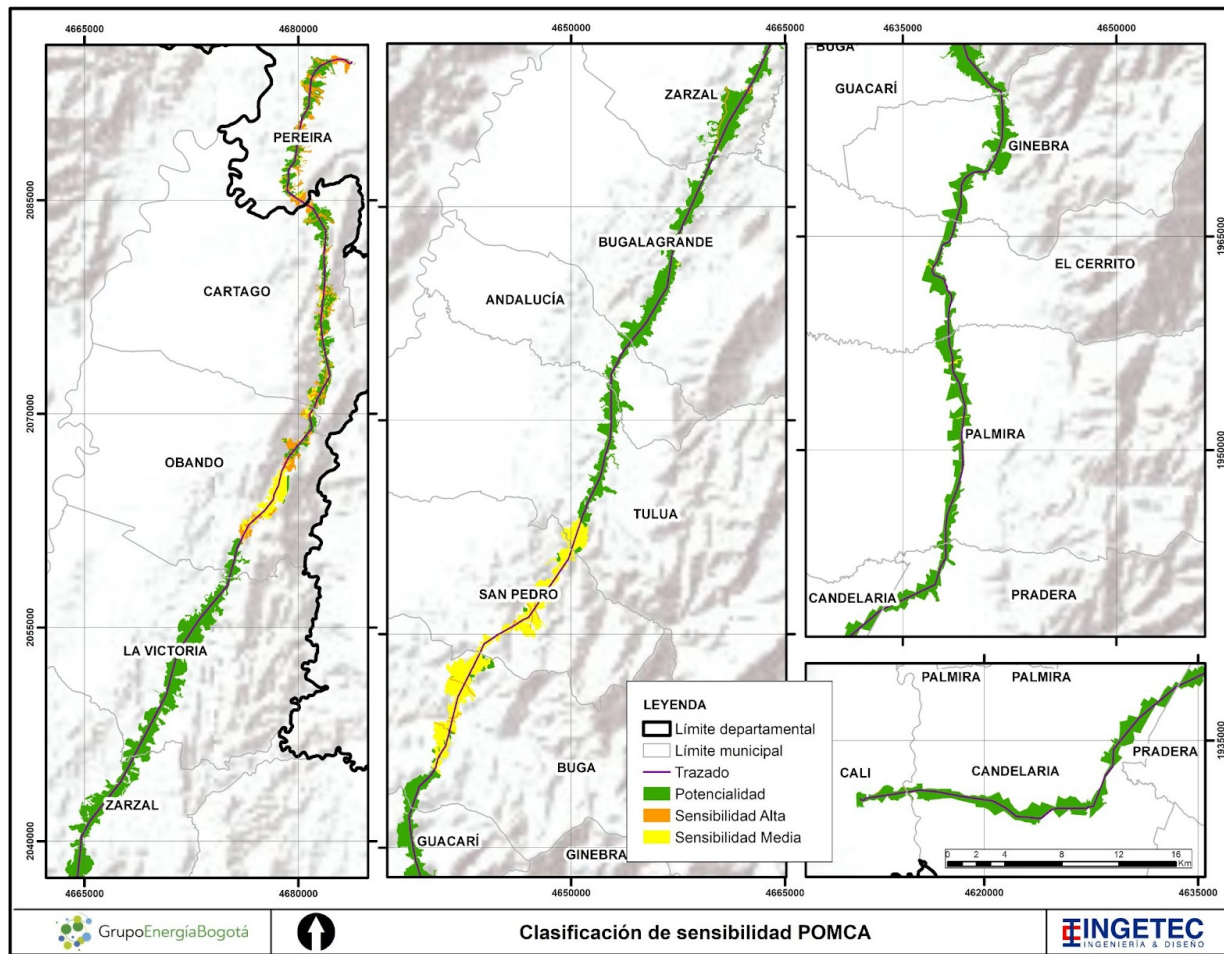 4665000
4680000
4650000
4665000
4635000
4650000
2085000
2070000
2055000
2040000
PEREIRA
CARTAGO
OBANDO
LA VICTORIA
ZARZAL
4665000
4680000
ZARZAL
BUGALAGRANDE
ANDALUCÍA
TULUA
SAN PEDRO
BUGA
GUACARÍ
GINEBRA
4650000
4665000
BUGA
GUACARÍ
GINEBRA
EL CERRITO
PALMIRA
CANDELARIA
PRADERA
1965000
1950000
PALMIRA
PALMIRA
PRADERA
CALI
CANDELARIA
1935000
0 2 4 8 12 16
Km
4620000
4635000
LEYENDA
Límite departamental
Límite municipal
Trazado
Potencialidad
Sensibilidad Alta
Sensibilidad Media
GrupoEnergíaBogotá
Clasificación de sensibilidad POMCA
INGETEC
INGENIERÍA & DISEÑO